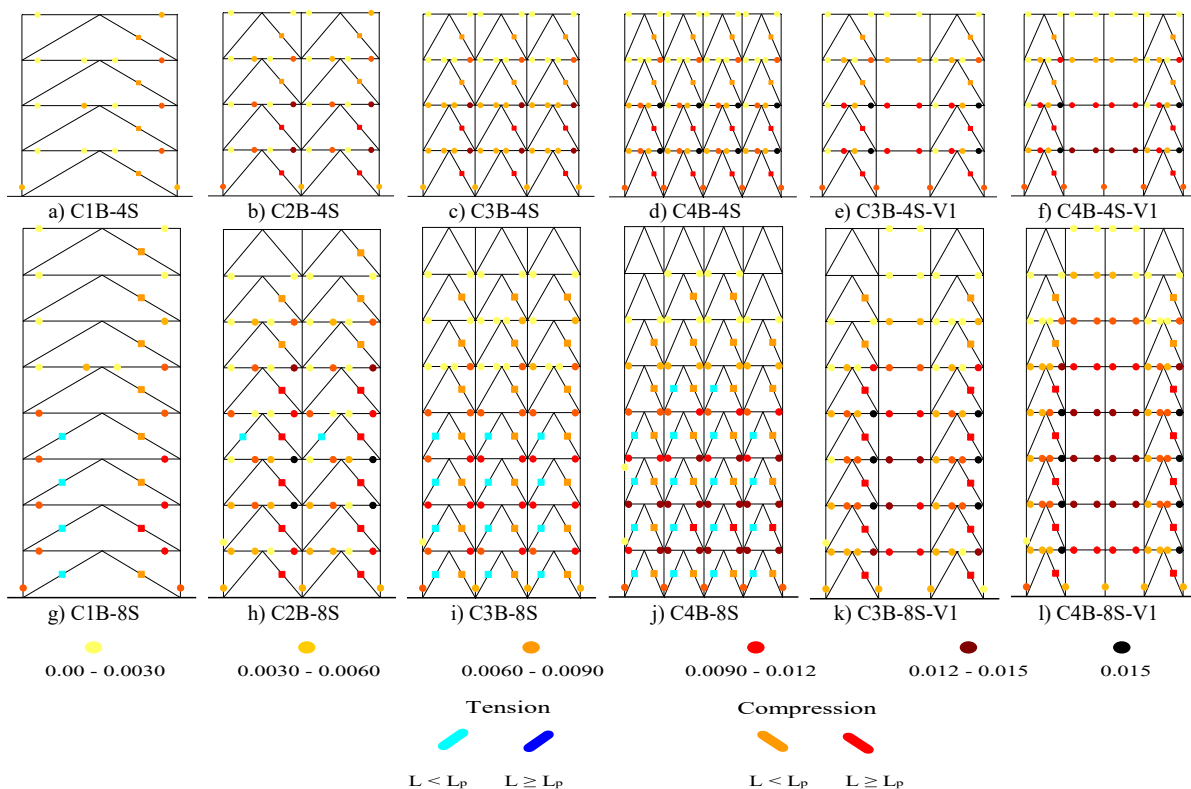 a) C1B-4S b) C2B-4S c) C3B-4S d) C4B-4S e) C3B-4S-V1 f) C4B-4S-V1
g) C1B-8S h) C2B-8S i) C3B-8S j) C4B-8S k) C3B-8S-V1 l) C4B-8S-V1
0.00 - 0.0030 0.0030 - 0.0060 0.0060 - 0.0090 0.0090 - 0.012 0.012 - 0.015 0.015
Tension Compression
L < Lₚ L ≥ Lₚ L < Lₚ L ≥ Lₚ